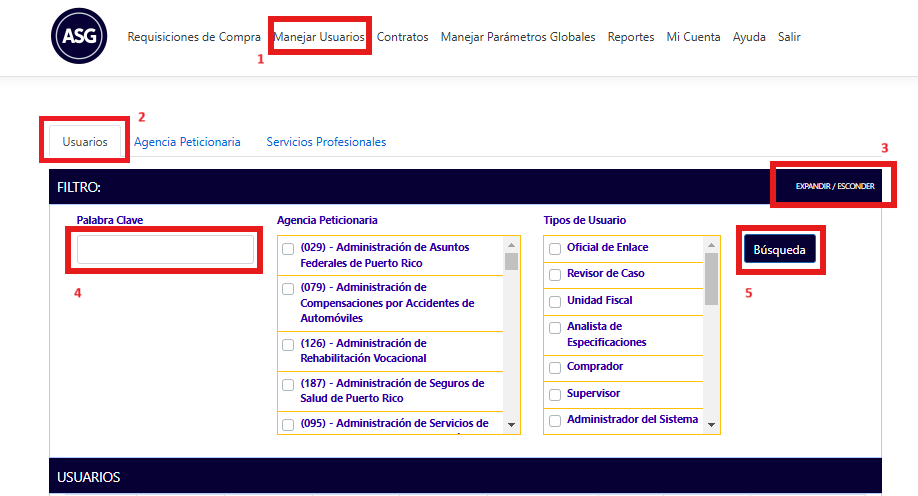 ASG
Requisiciones de Compra Manejar Usuarios Contratos Manejar Parámetros Globales Reportes Mi Cuenta Ayuda Salir
1
2
Usuarios Agencia Peticionaria Servicios Profesionales
3
FILTRO: EXPANDIR / ESCONDER
Palabra Clave
4
Agencia Peticionaria
(029) - Administración de Asuntos
Federales de Puerto Rico
(079) - Administración de
Compensaciones por Accidentes de
Automóviles
(126) - Administración de
Rehabilitación Vocacional
(187) - Administración de Seguros de
Salud de Puerto Rico
(095) - Administración de Servicios de
Tipos de Usuario
Oficial de Enlace
Revisor de Caso
Unidad Fiscal
Analista de
Especificaciones
Comprador
Supervisor
Administrador del Sistema
Búsqueda
5
USUARIOS